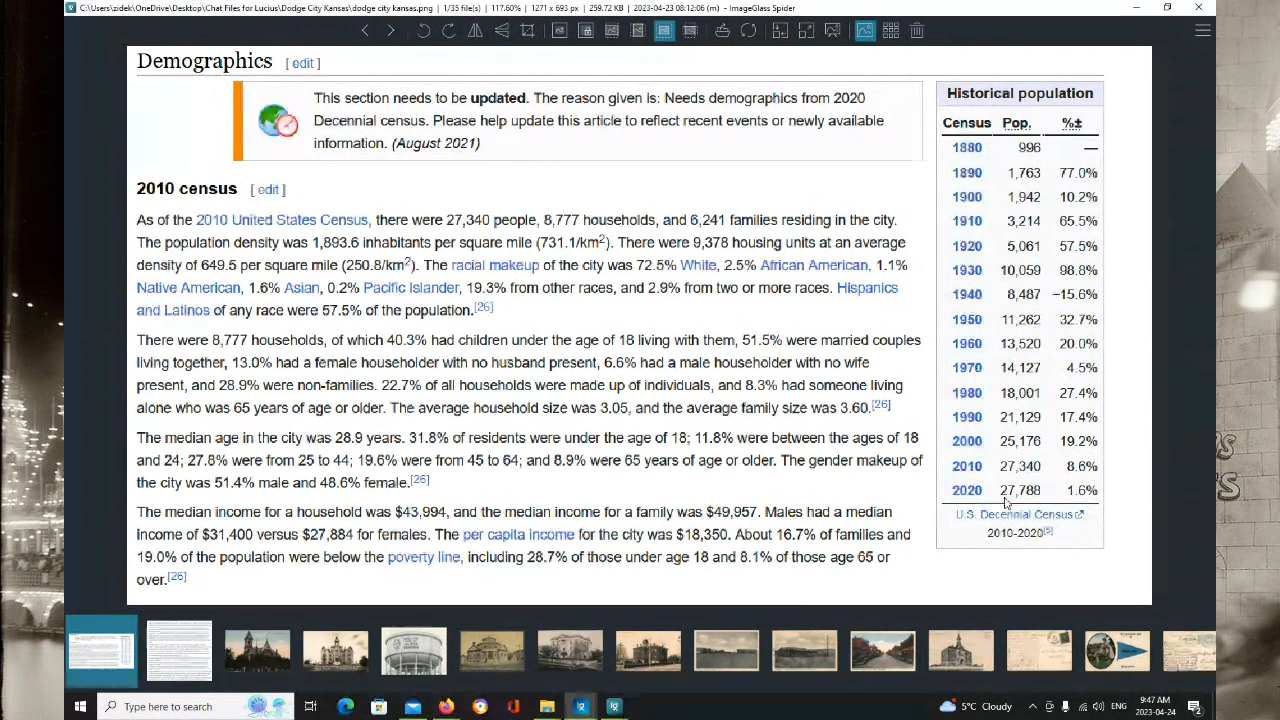 C:\Users\zidek\OneDrive\Desktop\Chat Files for Lucius\Dodge City Kansas\dodge city kansas.png | 1/35 file(s) | 117.60% | 1271 x 693 px | 259.72 KB | 2023-04-23 08:12:06 (m) - ImageGlass Spider
Demographics [ edit ]
This section needs to be updated. The reason given is: Needs demographics from 2020
Decennial census. Please help update this article to reflect recent events or newly available
information. (August 2021)
2010 census [ edit ]
As of the 2010 United States Census, there were 27,340 people, 8,777 households, and 6,241 families residing in the city.
The population density was 1,893.6 inhabitants per square mile (731.1/km2). There were 9,378 housing units at an average
density of 649.5 per square mile (250.8/km2). The racial makeup of the city was 72.5% White, 2.5% African American, 1.1%
Native American, 1.6% Asian, 0.2% Pacific Islander, 19.3% from other races, and 2.9% from two or more races. Hispanics
and Latinos of any race were 57.5% of the population.[26]
There were 8,777 households, of which 40.3% had children under the age of 18 living with them, 51.5% were married couples
living together, 13.0% had a female householder with no husband present, 6.6% had a male householder with no wife
present, and 28.9% were non-families. 22.7% of all households were made up of individuals, and 8.3% had someone living
alone who was 65 years of age or older. The average household size was 3.05, and the average family size was 3.60.[26]
The median age in the city was 28.9 years. 31.8% of residents were under the age of 18; 11.8% were between the ages of 18
and 24; 27.8% were from 25 to 44; 19.6% were from 45 to 64; and 8.9% were 65 years of age or older. The gender makeup of
the city was 51.4% male and 48.6% female.[26]
The median income for a household was $43,994, and the median income for a family was $49,957. Males had a median
income of $31,400 versus $27,884 for females. The per capita income for the city was $18,350. About 16.7% of families and
19.0% of the population were below the poverty line, including 28.7% of those under age 18 and 8.1% of those age 65 or
over.[26]
Historical population
Census Pop. %±
1880 996 —
1890 1,763 77.0%
1900 1,942 10.2%
1910 3,214 65.5%
1920 5,061 57.5%
1930 10,059 98.8%
1940 8,487 −15.6%
1950 11,262 32.7%
1960 13,520 20.0%
1970 14,127 4.5%
1980 18,001 27.4%
1990 21,129 17.4%
2000 25,176 19.2%
2010 27,340 8.6%
2020 27,788 1.6%
U.S. Decennial Census
2010-2020[5]
Type here to search
5°C Cloudy
ENG
9:47 AM
2023-04-24
2